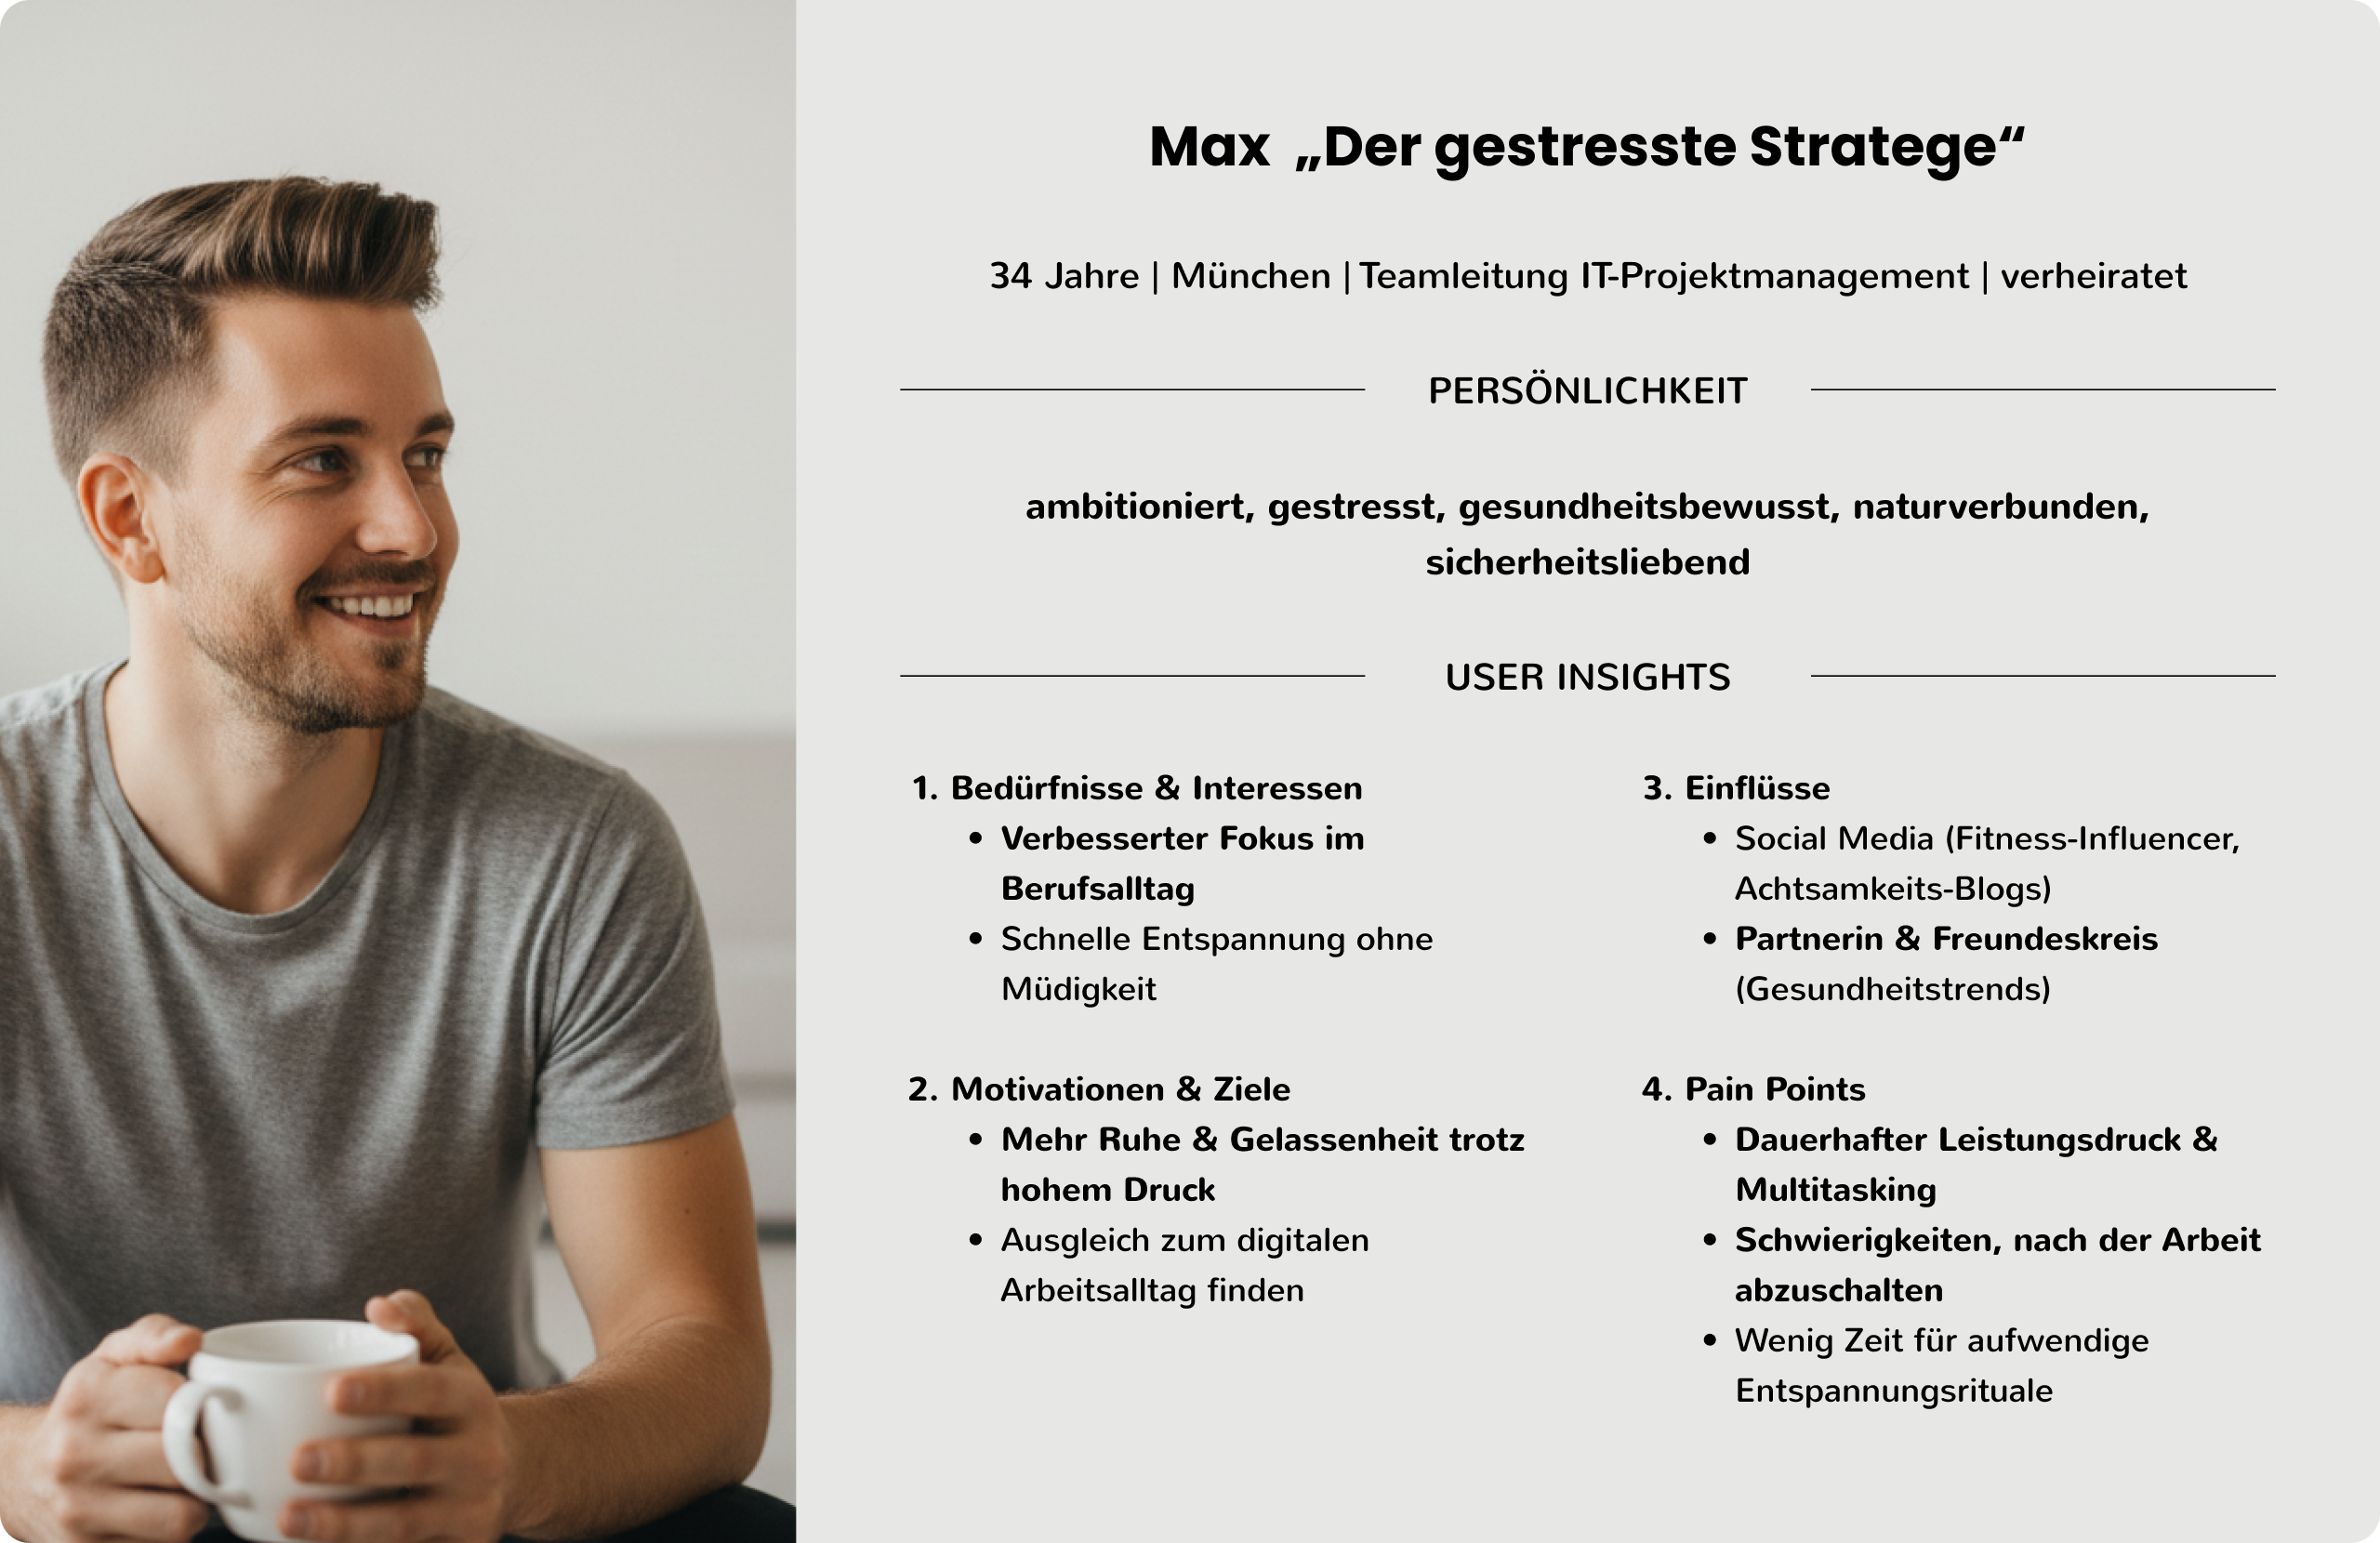 Max „Der gestresste Stratege“
34 Jahre | München | Teamleitung IT-Projektmanagement | verheiratet
PERSÖNLICHKEIT
ambitioniert, gestresst, gesundheitsbewusst, naturverbunden,
sicherheitsliebend
USER INSIGHTS
1. Bedürfnisse & Interessen
• Verbesserter Fokus im
Berufsalltag
• Schnelle Entspannung ohne
Müdigkeit
2. Motivationen & Ziele
• Mehr Ruhe & Gelassenheit trotz
hohem Druck
• Ausgleich zum digitalen
Arbeitsalltag finden
3. Einflüsse
• Social Media (Fitness-Influencer,
Achtsamkeits-Blogs)
• Partnerin & Freundeskreis
(Gesundheitstrends)
4. Pain Points
• Dauerhafter Leistungsdruck &
Multitasking
• Schwierigkeiten, nach der Arbeit
abzuschalten
• Wenig Zeit für aufwendige
Entspannungsrituale